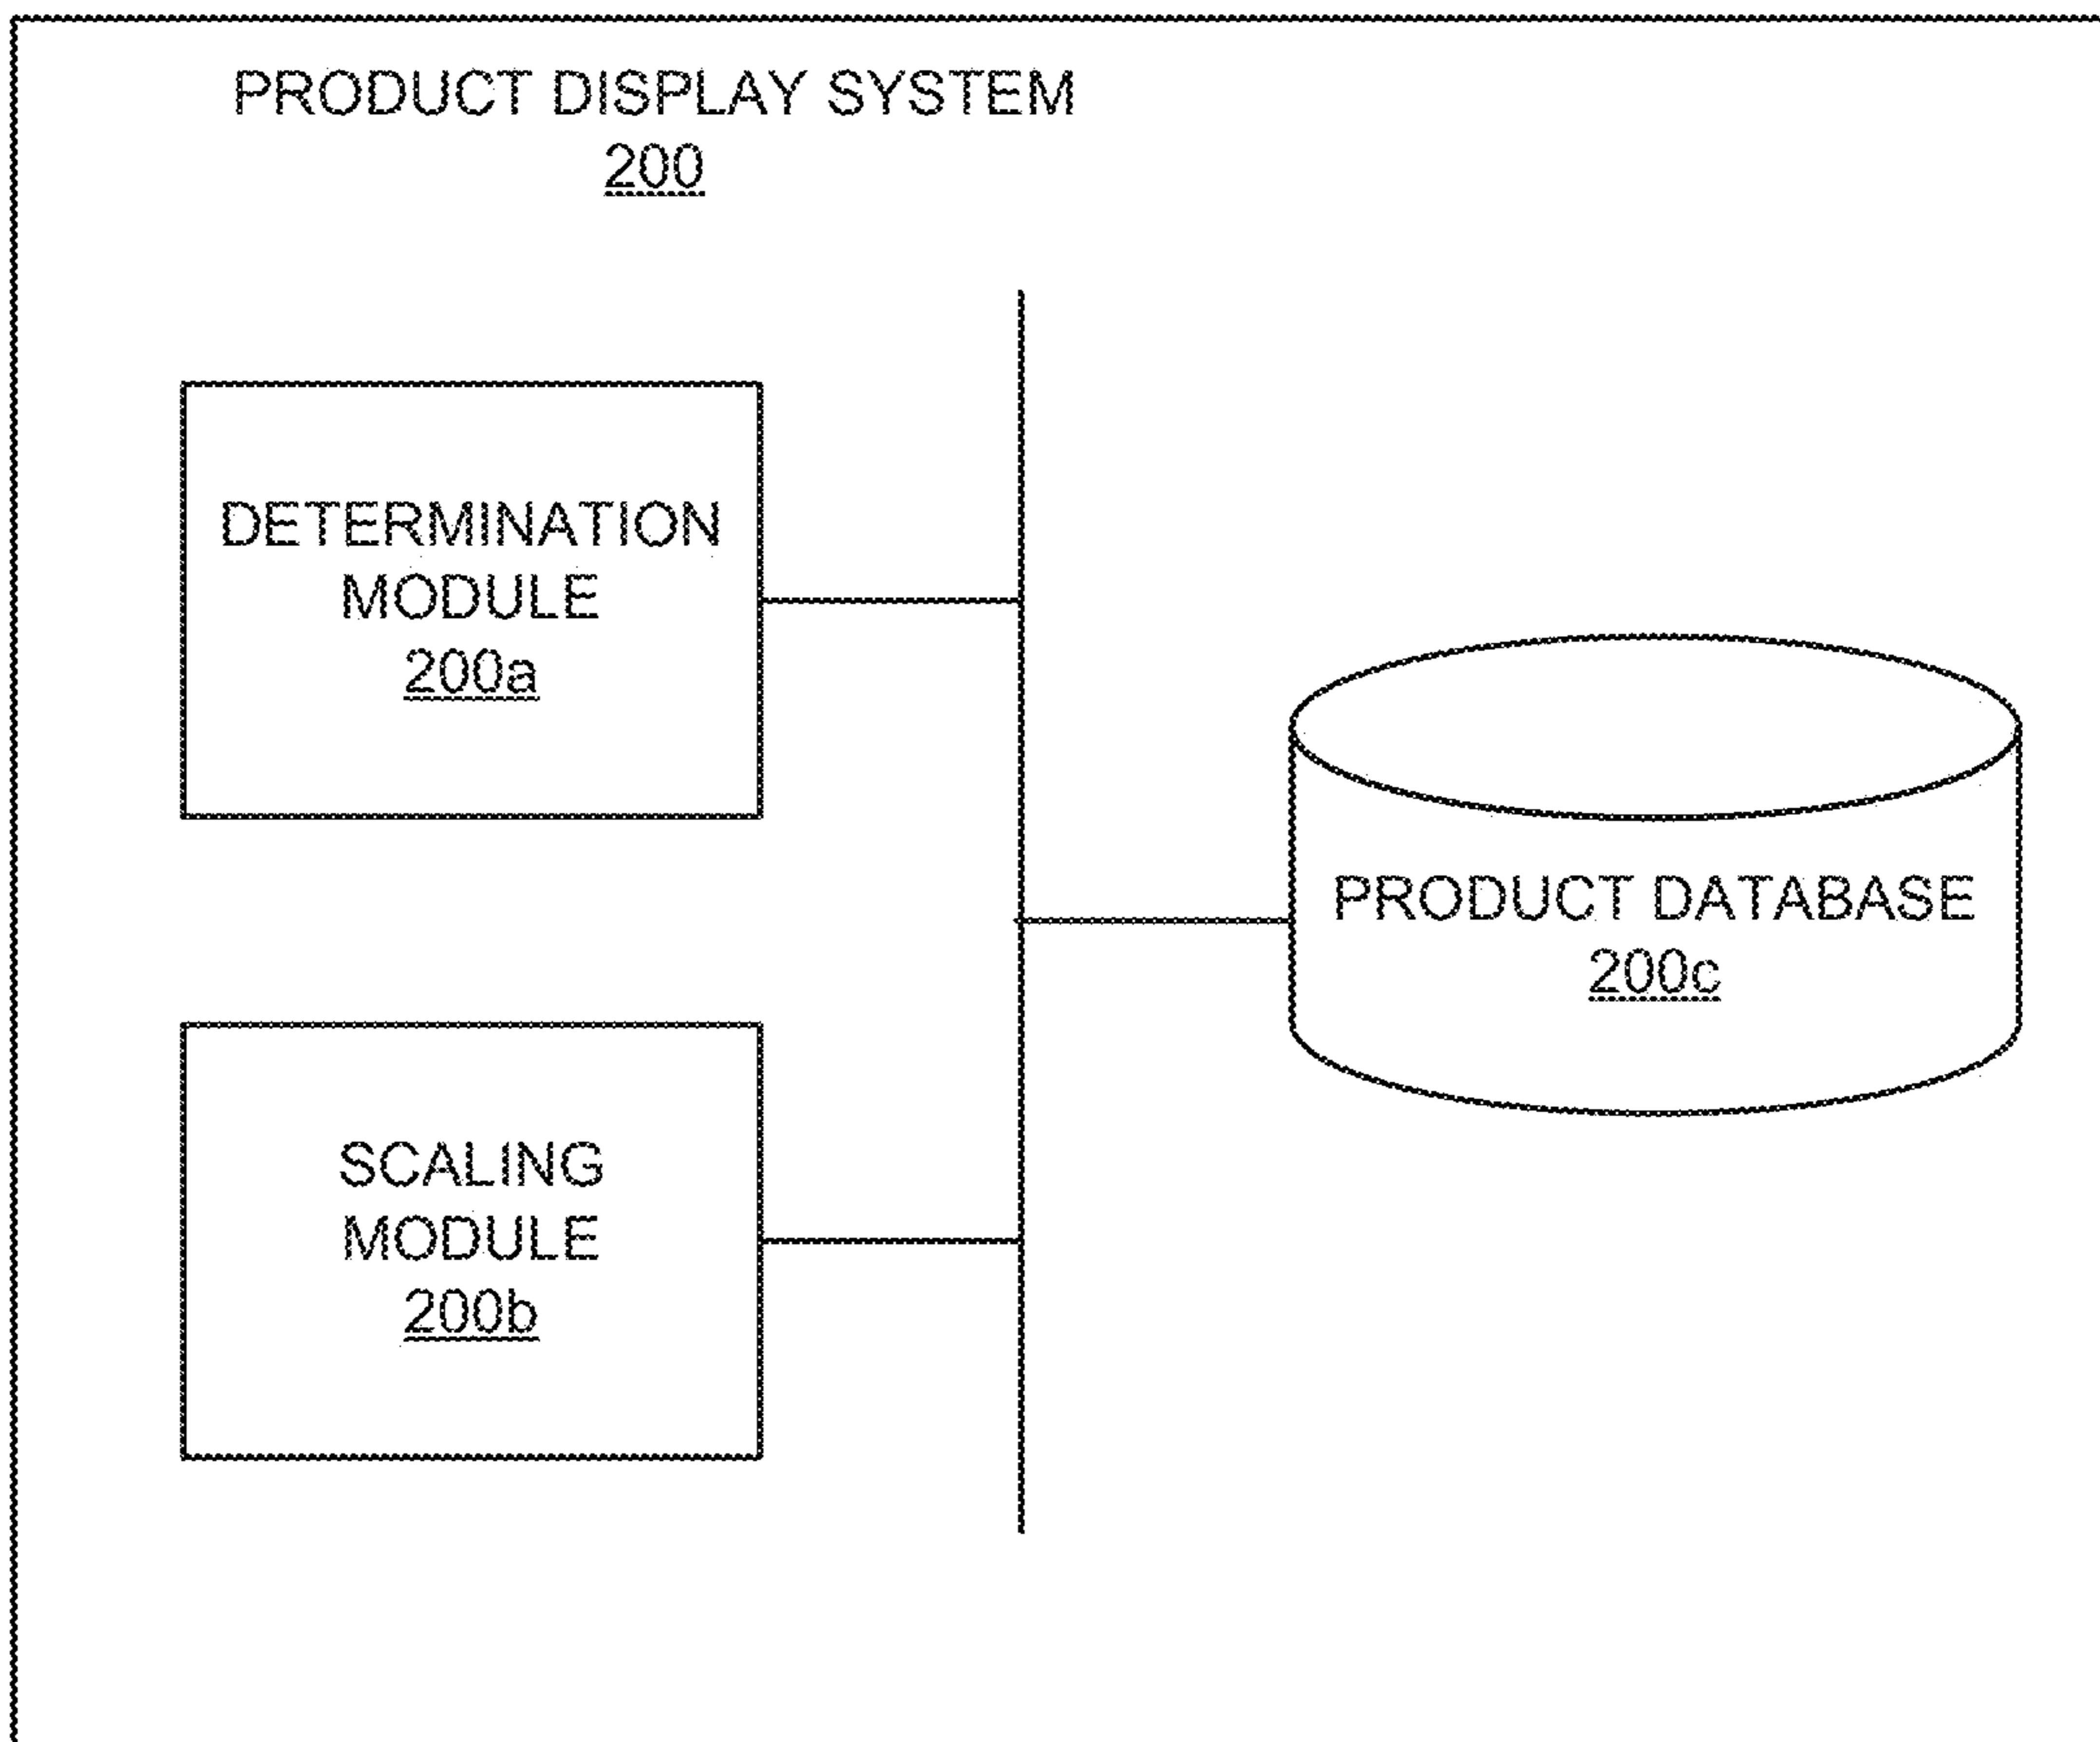 PRODUCT DISPLAY SYSTEM
200
DETERMINATION
MODULE
200a
PRODUCT DATABASE
200c
SCALING
MODULE
200b